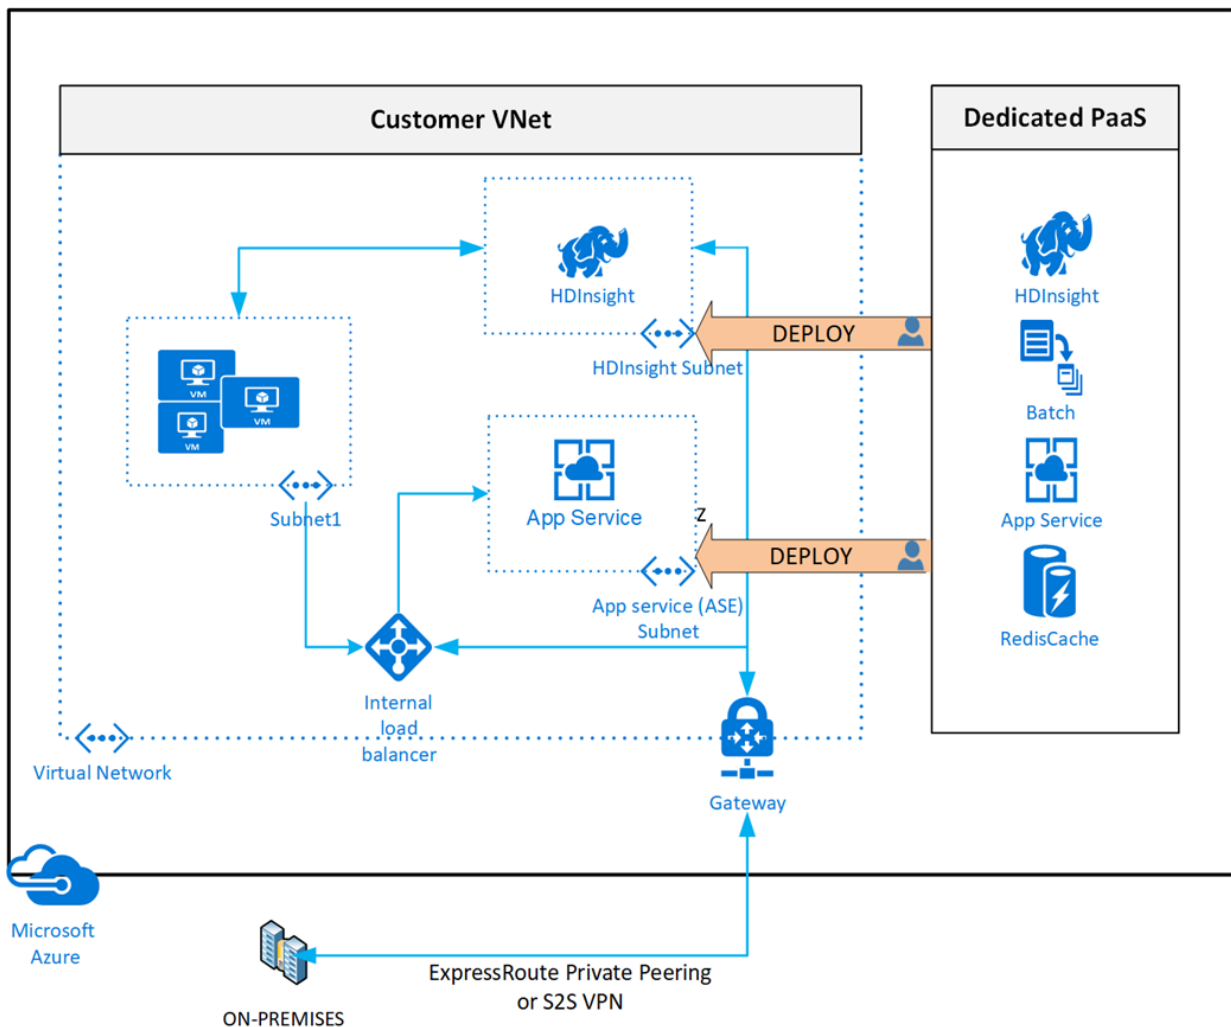 Customer VNet
Dedicated PaaS
HDInsight
HDInsight
DEPLOY
HDInsight Subnet
VM
VM
VM
Batch
Subnet1
App Service
z
App Service
DEPLOY
App service (ASE)
Subnet
RedisCache
Internal
load
balancer
Virtual Network
Gateway
Microsoft
Azure
ExpressRoute Private Peering
or S2S VPN
ON-PREMISES